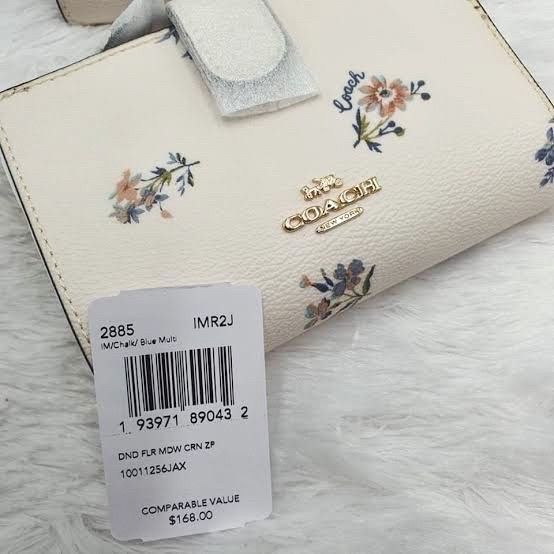 Coach
COACH
NEW YORK
2885 IMR2J
IM/Chalk/ Blue Multi
1 93971 89043 2
DND FLR MDW CRN ZP
10011256JAX
COMPARABLE VALUE
$168.00